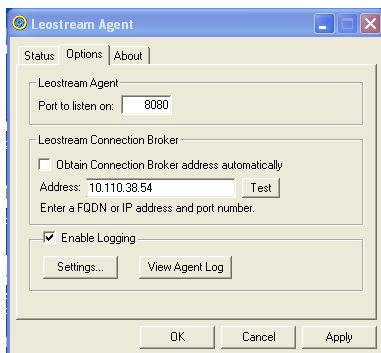 Leostream Agent
Status Options About
Leostream Agent
Port to listen on: 8080
Leostream Connection Broker
Obtain Connection Broker address automatically
Address: 10.110.38.54 Test
Enter a FQDN or IP address and port number.
Enable Logging
Settings... View Agent Log
OK Cancel Apply